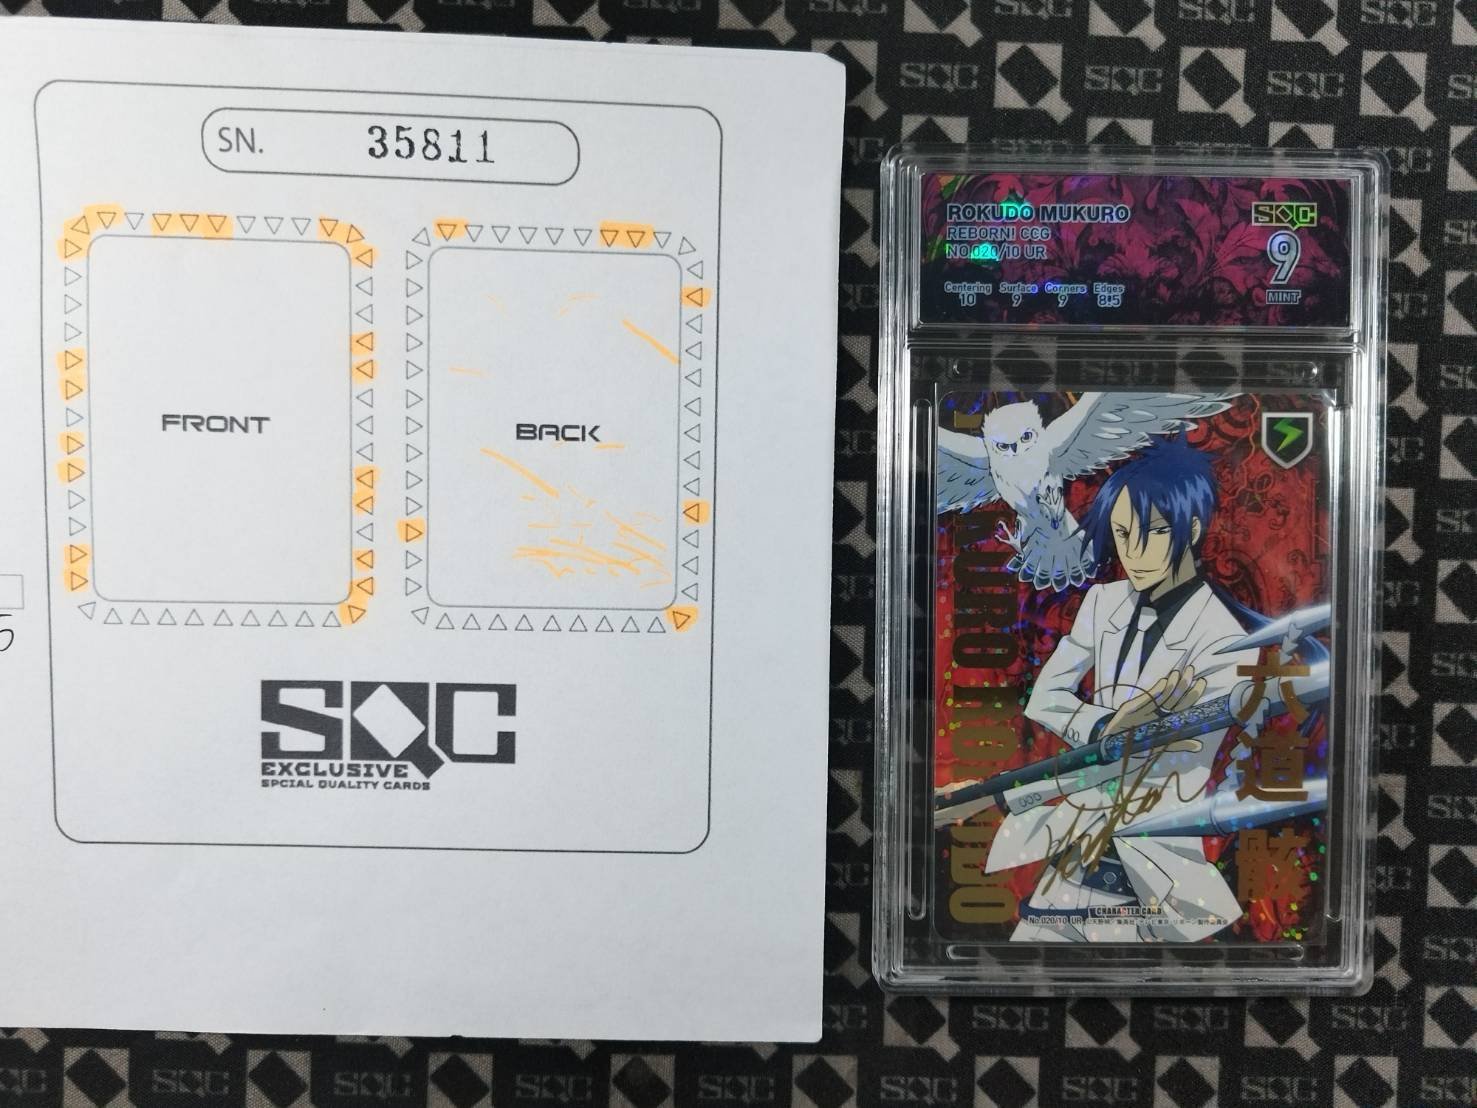 SN. 35811
FRONT
BACK
SQC
EXCLUSIVE
SPCIAL QUALITY CARDS
5
ROKUDO MUKURO
REBORN! CCG
NO.020/10 UR
Centering Surface Corners Edges
10 9 9 8.5
SQC
9
MINT
六道
骸
CHARACTER CARD
No.020/10 UR